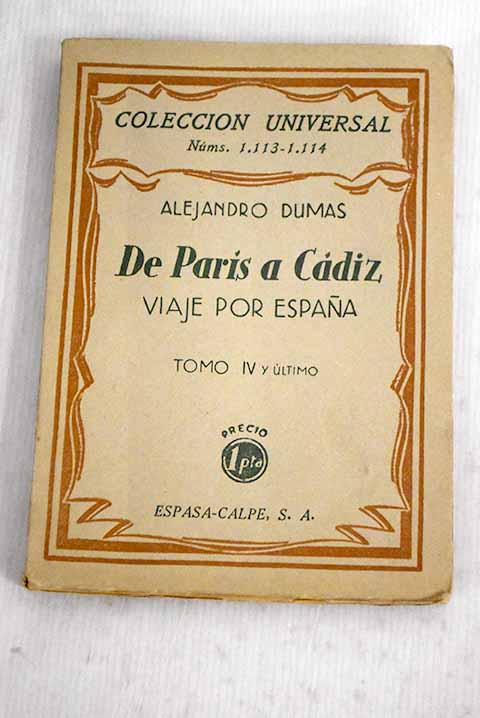 COLECCION UNIVERSAL
Núms. 1.113-1.114
ALEJANDRO DUMAS
De París a Cádiz
VIAJE POR ESPAÑA
TOMO IV Y ÚLTIMO
PRECIO
1 pta
ESPASA-CALPE, S. A.